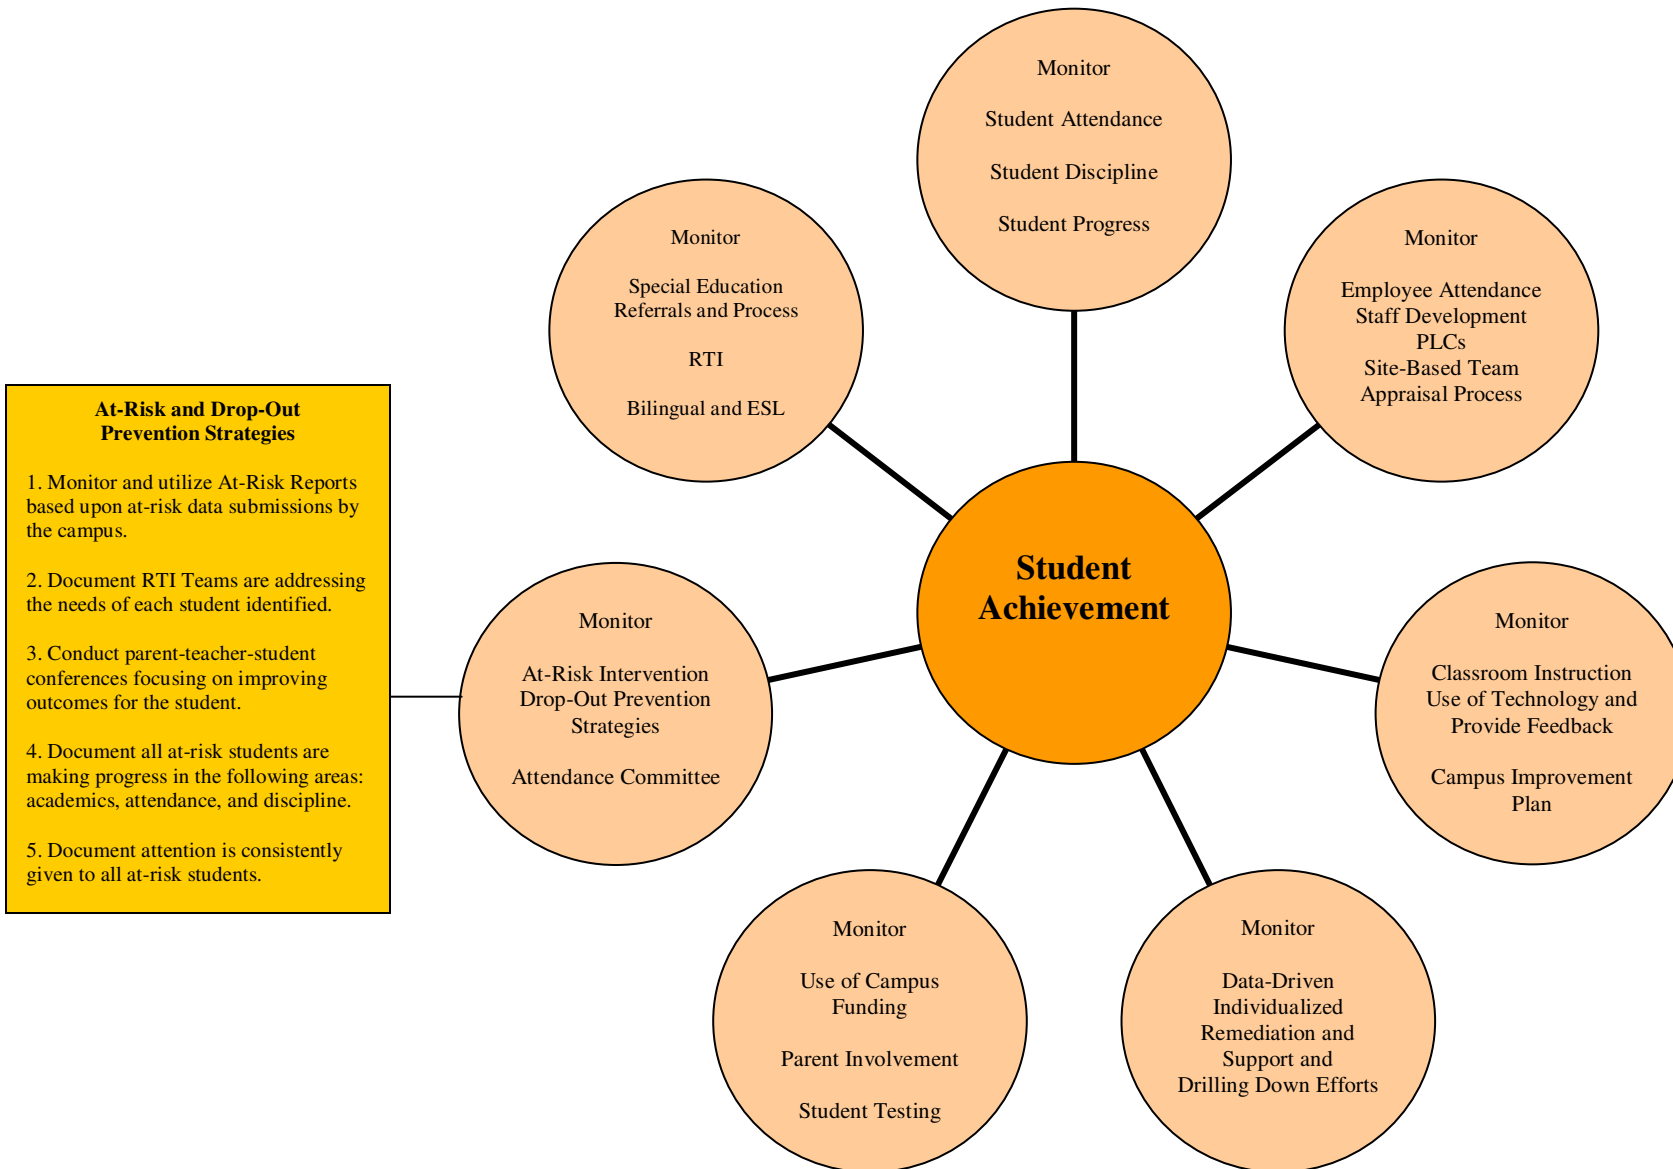 Monitor
Student Attendance
Student Discipline
Student Progress
Monitor
Special Education
Referrals and Process
RTI
Bilingual and ESL
Monitor
Employee Attendance
Staff Development
PLCs
Site-Based Team
Appraisal Process
At-Risk and Drop-Out
Prevention Strategies
1. Monitor and utilize At-Risk Reports
based upon at-risk data submissions by
the campus.
2. Document RTI Teams are addressing
the needs of each student identified.
3. Conduct parent-teacher-student
conferences focusing on improving
outcomes for the student.
4. Document all at-risk students are
making progress in the following areas:
academics, attendance, and discipline.
5. Document attention is consistently
given to all at-risk students.
Student
Achievement
Monitor
At-Risk Intervention
Drop-Out Prevention
Strategies
Attendance Committee
Monitor
Classroom Instruction
Use of Technology and
Provide Feedback
Campus Improvement
Plan
Monitor
Use of Campus
Funding
Parent Involvement
Student Testing
Monitor
Data-Driven
Individualized
Remediation and
Support and
Drilling Down Efforts